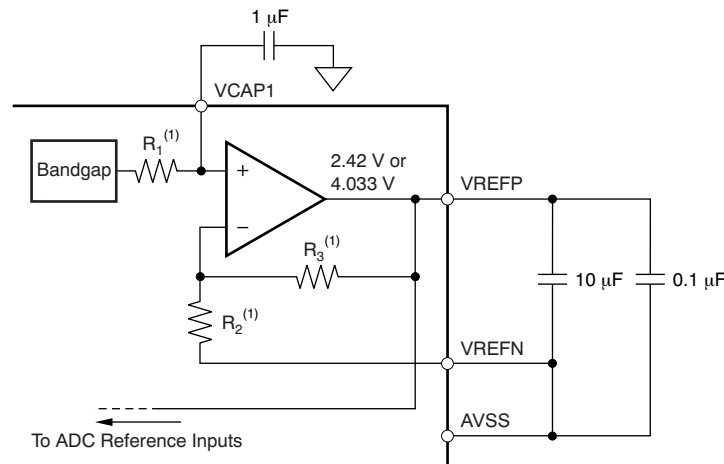 1 µF
VCAP1
R1(1)
Bandgap
+
2.42 V or
4.033 V
VREFP
−
R3(1)
10 µF
0.1 µF
R2(1)
VREFN
AVSS
To ADC Reference Inputs